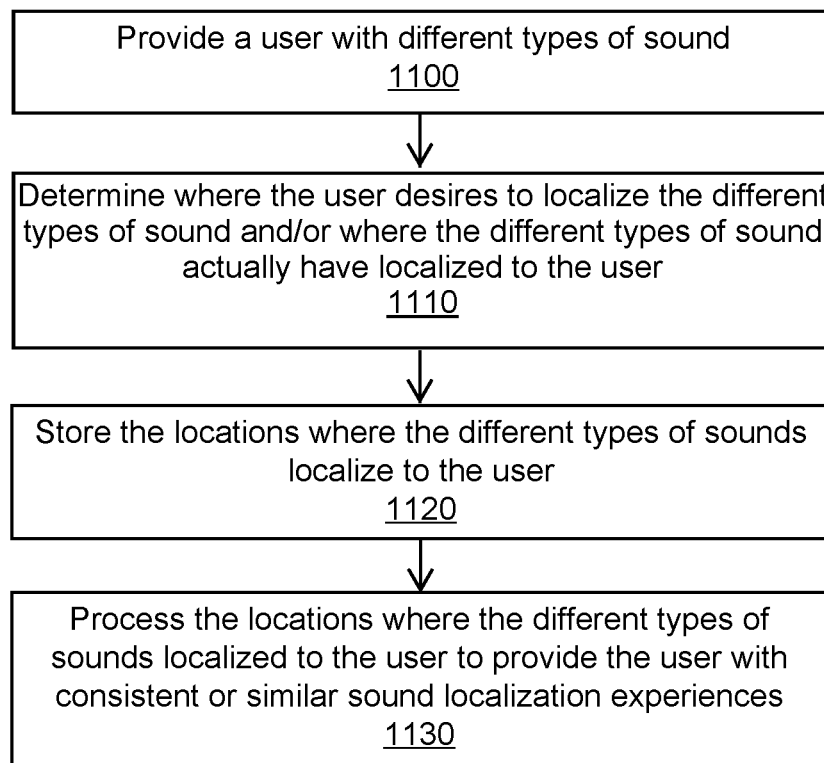 Provide a user with different types of sound
1100
Determine where the user desires to localize the different
types of sound and/or where the different types of sound
actually have localized to the user
1110
Store the locations where the different types of sounds
localize to the user
1120
Process the locations where the different types of
sounds localized to the user to provide the user with
consistent or similar sound localization experiences
1130